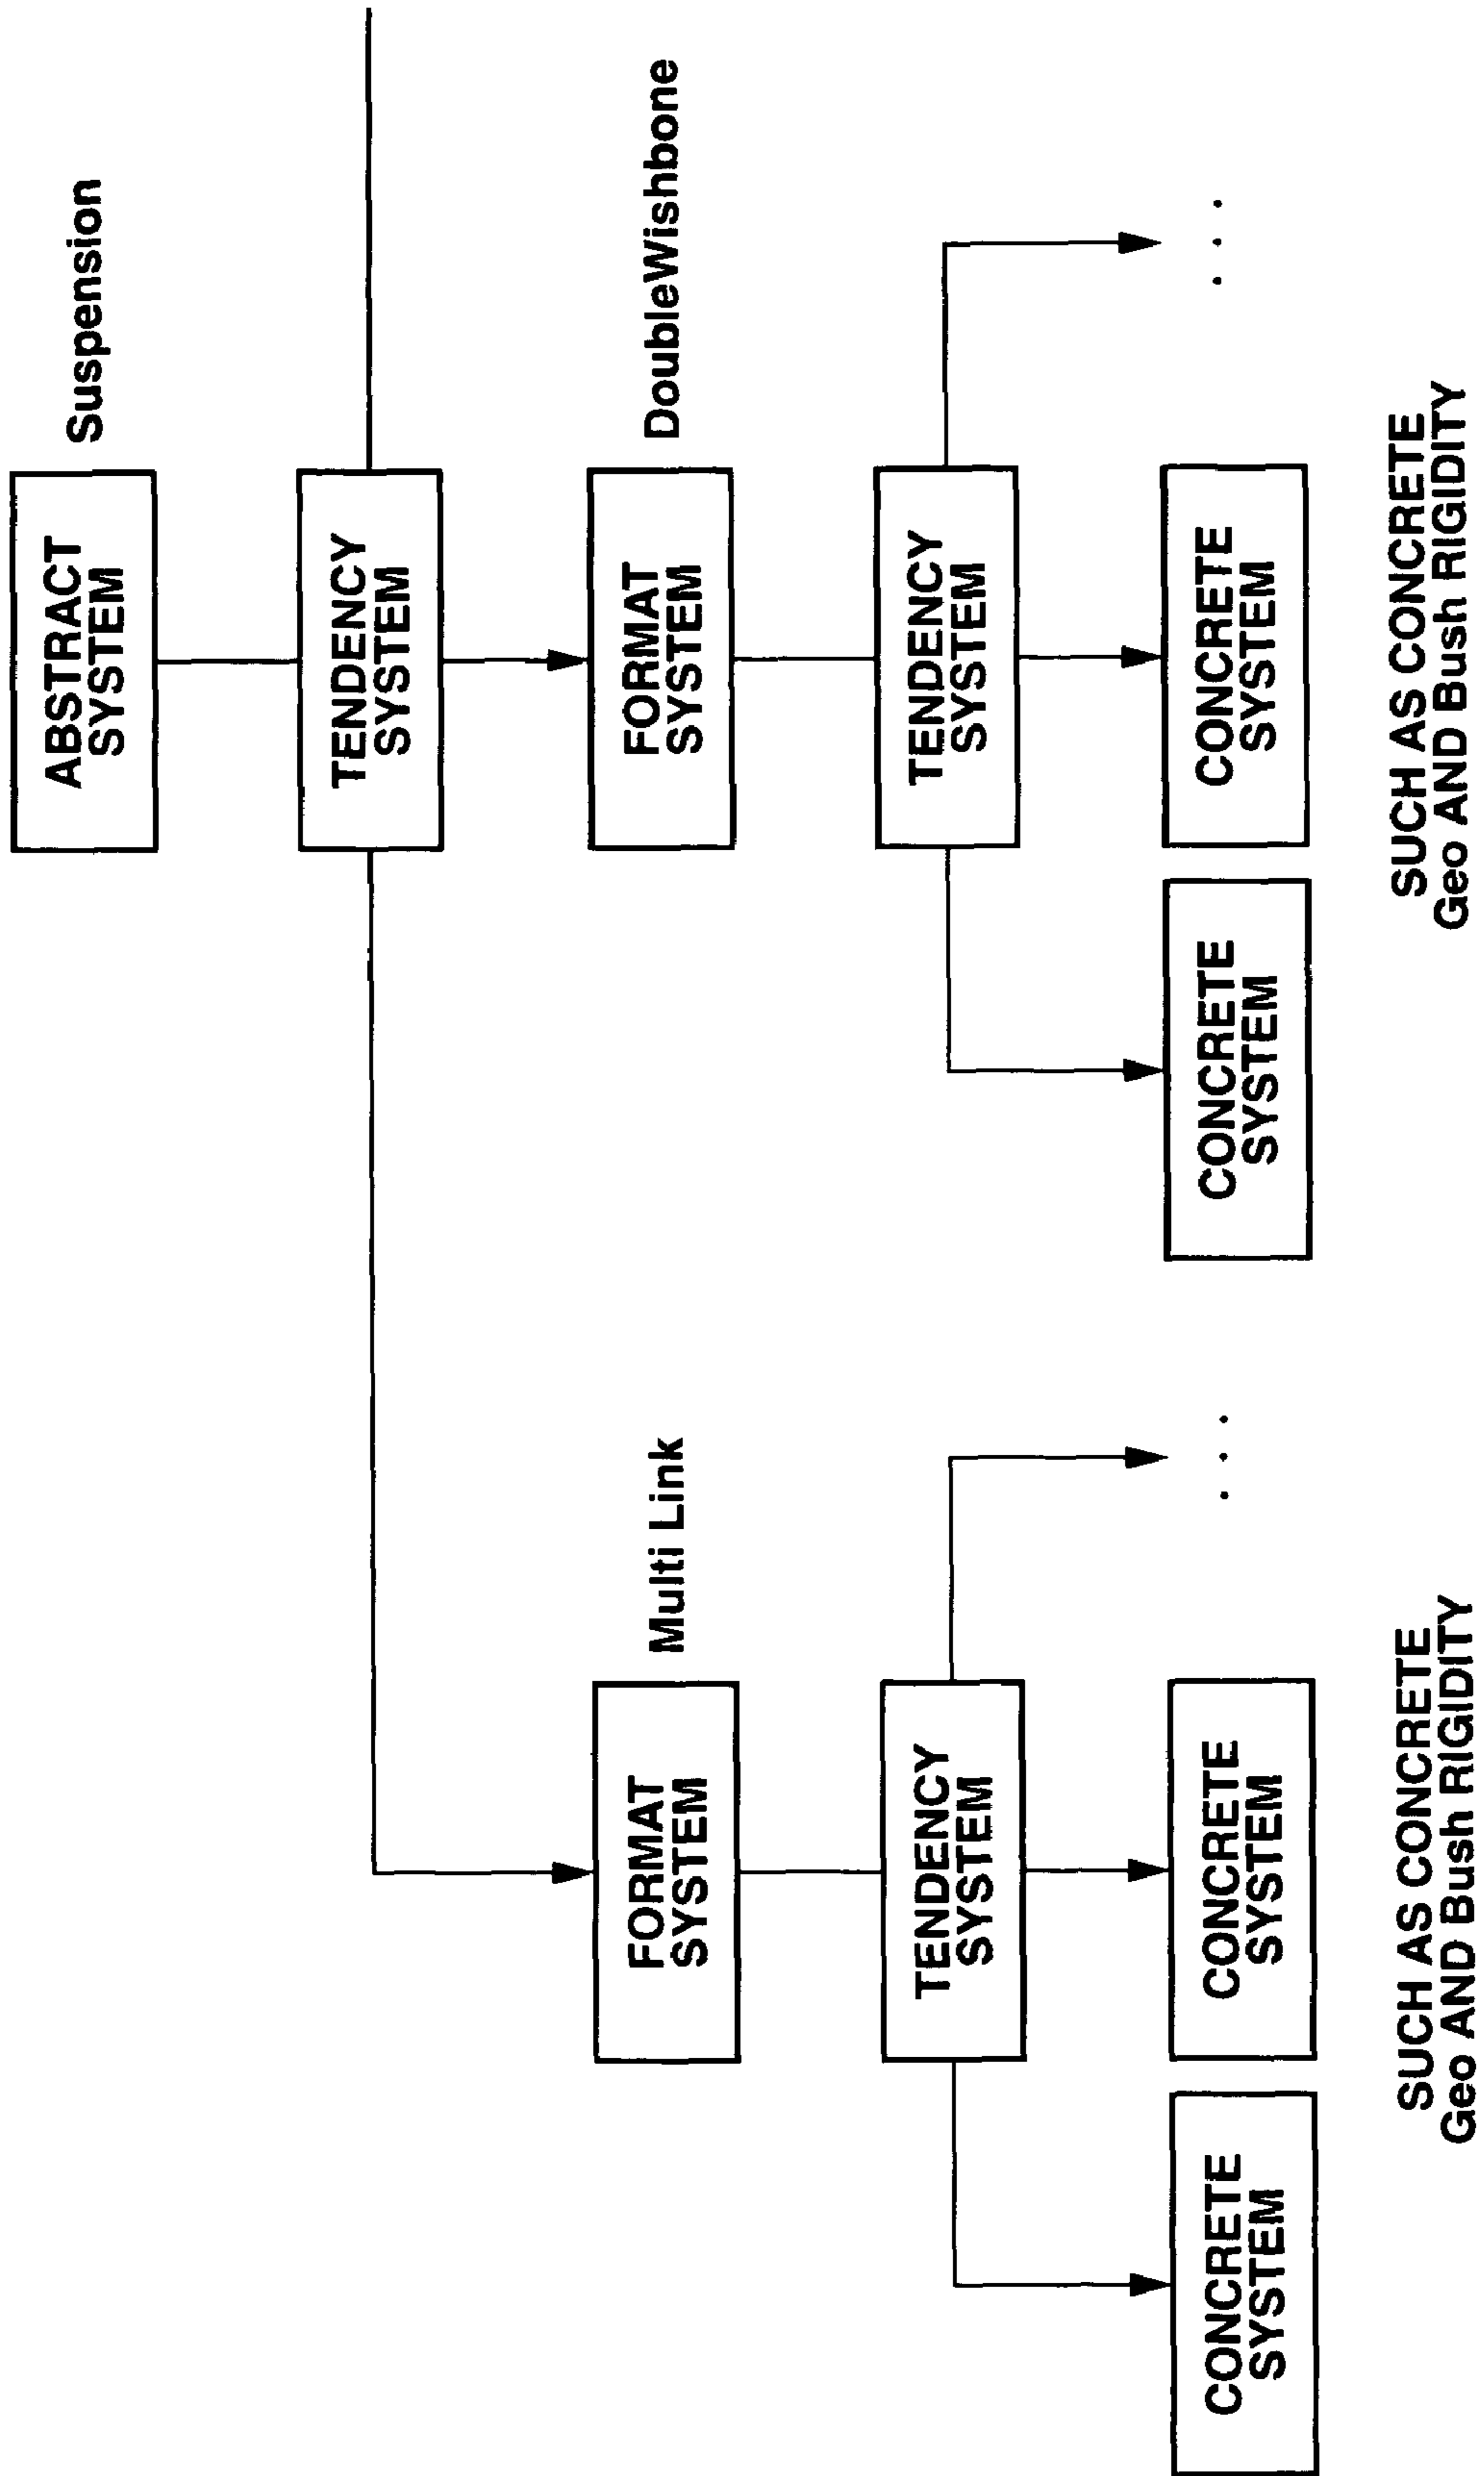 ABSTRACT
SYSTEM
Suspension
TENDENCY
SYSTEM
FORMAT
SYSTEM
Multi Link
FORMAT
SYSTEM
DoubleWishbone
TENDENCY
SYSTEM
TENDENCY
SYSTEM
CONCRETE
SYSTEM
CONCRETE
SYSTEM
. . .
CONCRETE
SYSTEM
CONCRETE
SYSTEM
. . .
SUCH AS CONCRETE
Geo AND Bush RIGIDITY
SUCH AS CONCRETE
Geo AND Bush RIGIDITY